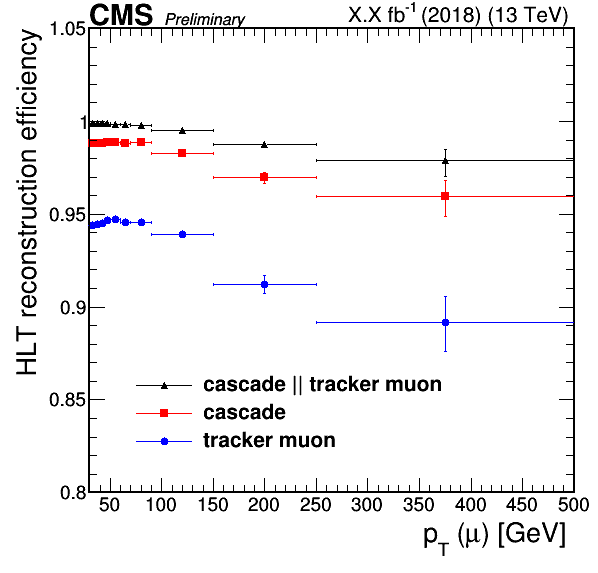 CMS Preliminary X.X fb⁻¹ (2018) (13 TeV)
HLT reconstruction efficiency
1.05
1
0.95
0.9
0.85
0.8
cascade || tracker muon
cascade
tracker muon
50 100 150 200 250 300 350 400 450 500
p_T (μ) [GeV]